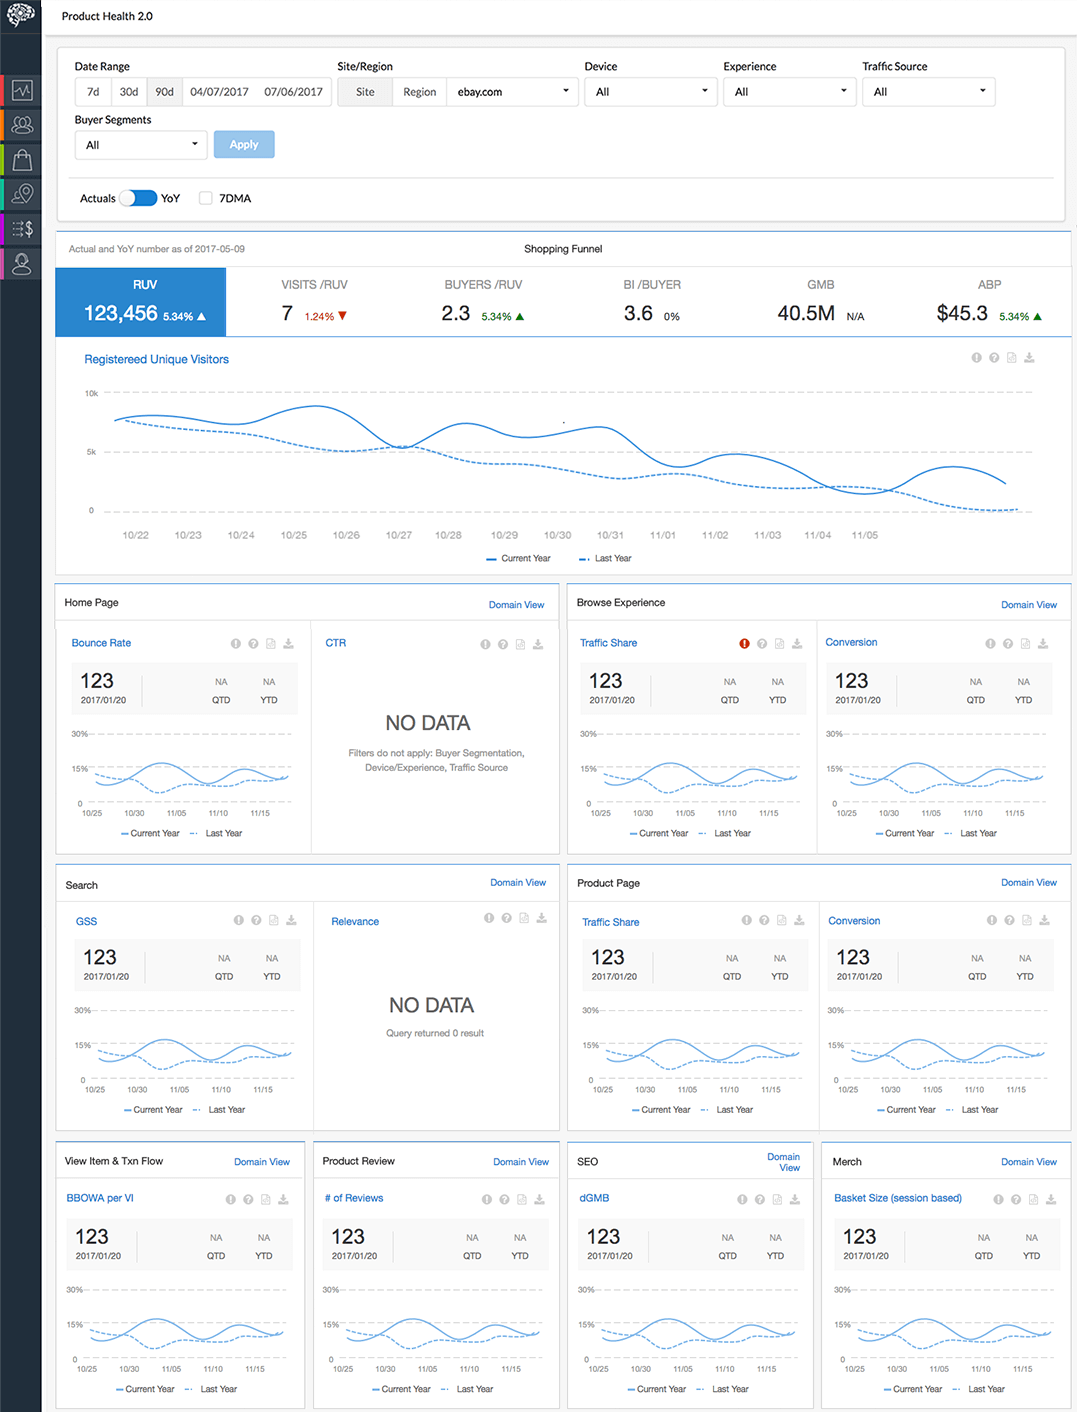 Product Health 2.0
Date Range
Site/Region
Device
Experience
Traffic Source
7d 30d 90d 04/07/2017 07/06/2017
Site Region ebay.com
All
All
All
Buyer Segments
All
Apply
Actuals YoY 7DMA
Actual and YoY number as of 2017-05-09
Shopping Funnel
RUV
123,456 5.34% ▲
VISITS /RUV
7 1.24% ▼
BUYERS /RUV
2.3 5.34% ▲
BI /BUYER
3.6 0%
GMB
40.5M N/A
ABP
$45.3 5.34% ▲
Registereed Unique Visitors
10k
5k
0
10/22 10/23 10/24 10/25 10/26 10/27 10/28 10/29 10/30 10/31 11/01 11/02 11/03 11/04 11/05
Current Year Last Year
Home Page
Domain View
Bounce Rate
123
2017/01/20
NA
QTD
NA
YTD
30%
15%
0
10/25 10/30 11/05 11/10 11/15
Current Year Last Year
CTR
NO DATA
Filters do not apply: Buyer Segmentation,
Device/Experience, Traffic Source
Browse Experience
Domain View
Traffic Share
123
2017/01/20
NA
QTD
NA
YTD
30%
15%
0
10/25 10/30 11/05 11/10 11/15
Current Year Last Year
Conversion
123
2017/01/20
NA
QTD
NA
YTD
30%
15%
0
10/25 10/30 11/05 11/10 11/15
Current Year Last Year
Search
Domain View
GSS
123
2017/01/20
NA
QTD
NA
YTD
30%
15%
0
10/25 10/30 11/05 11/10 11/15
Current Year Last Year
Relevance
NO DATA
Query returned 0 result
Product Page
Domain View
Traffic Share
123
2017/01/20
NA
QTD
NA
YTD
30%
15%
0
10/25 10/30 11/05 11/10 11/15
Current Year Last Year
Conversion
123
2017/01/20
NA
QTD
NA
YTD
30%
15%
0
10/25 10/30 11/05 11/10 11/15
Current Year Last Year
View Item & Txn Flow
Domain View
BBOWA per VI
123
2017/01/20
NA
QTD
NA
YTD
30%
15%
0
10/25 10/30 11/05 11/10 11/15
Current Year Last Year
Product Review
Domain View
# of Reviews
123
2017/01/20
NA
QTD
NA
YTD
30%
15%
0
10/25 10/30 11/05 11/10 11/15
Current Year Last Year
SEO
Domain
View
dGMB
123
2017/01/20
NA
QTD
NA
YTD
30%
15%
0
10/25 10/30 11/05 11/10 11/15
Current Year Last Year
Merch
Domain View
Basket Size (session based)
123
2017/01/20
NA
QTD
NA
YTD
30%
15%
0
10/25 10/30 11/05 11/10 11/15
Current Year Last Year